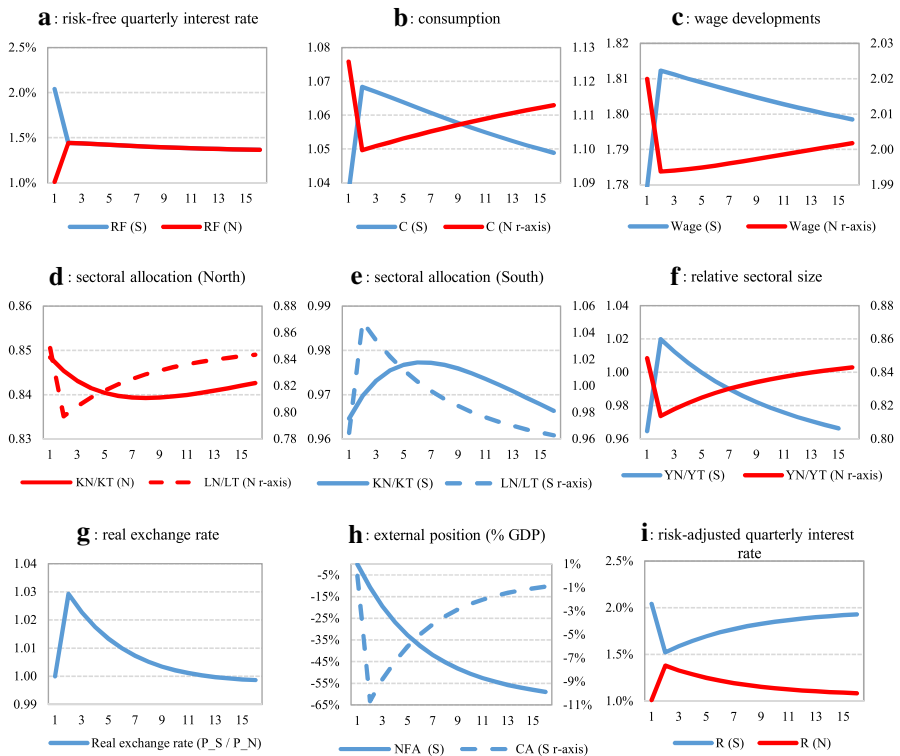 a : risk-free quarterly interest rate
2.5%
2.0%
1.5%
1.0%
1 3 5 7 9 11 13 15
RF (S) RF (N)
b : consumption
1.08 1.13
1.07 1.12
1.06 1.11
1.05 1.10
1.04 1.09
1 3 5 7 9 11 13 15
C (S) C (N r-axis)
c : wage developments
1.82 2.03
1.81 2.02
1.80 2.01
1.79 2.00
1.78 1.99
1 3 5 7 9 11 13 15
Wage (S) Wage (N r-axis)
d : sectoral allocation (North)
0.86 0.88
0.86
0.85 0.84
0.82
0.84 0.80
0.83 0.78
1 3 5 7 9 11 13 15
KN/KT (N) LN/LT (N r-axis)
e : sectoral allocation (South)
0.99 1.06
1.04
0.98 1.02
1.00
0.97 0.98
0.96 0.96
1 3 5 7 9 11 13 15
KN/KT (S) LN/LT (S r-axis)
f : relative sectoral size
1.04 0.88
1.02 0.86
1.00 0.84
0.98 0.82
0.96 0.80
1 3 5 7 9 11 13 15
YN/YT (S) YN/YT (N r-axis)
g : real exchange rate
1.04
1.03
1.02
1.01
1.00
0.99
1 3 5 7 9 11 13 15
Real exchange rate (P_S / P_N)
h : external position (% GDP)
1 3 5 7 9 11 13 15
1%
-5% -1%
-15% -3%
-25%
-35% -5%
-45% -7%
-55% -9%
-65% -11%
NFA (S) CA (S r-axis)
i : risk-adjusted quarterly interest
rate
2.5%
2.0%
1.5%
1.0%
1 3 5 7 9 11 13 15
R (S) R (N)